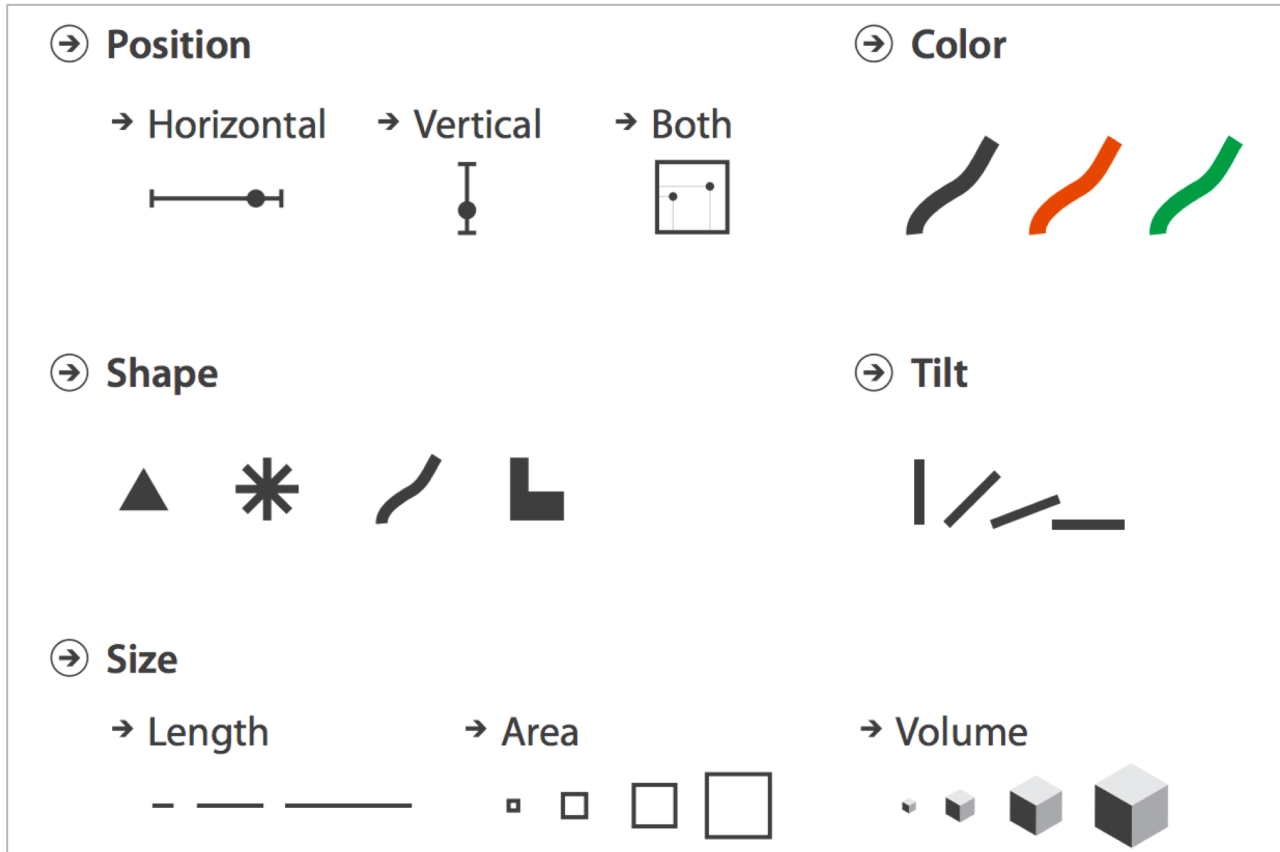 Position
Color
Horizontal
Vertical
Both
Shape
Tilt
Size
Length
Area
Volume